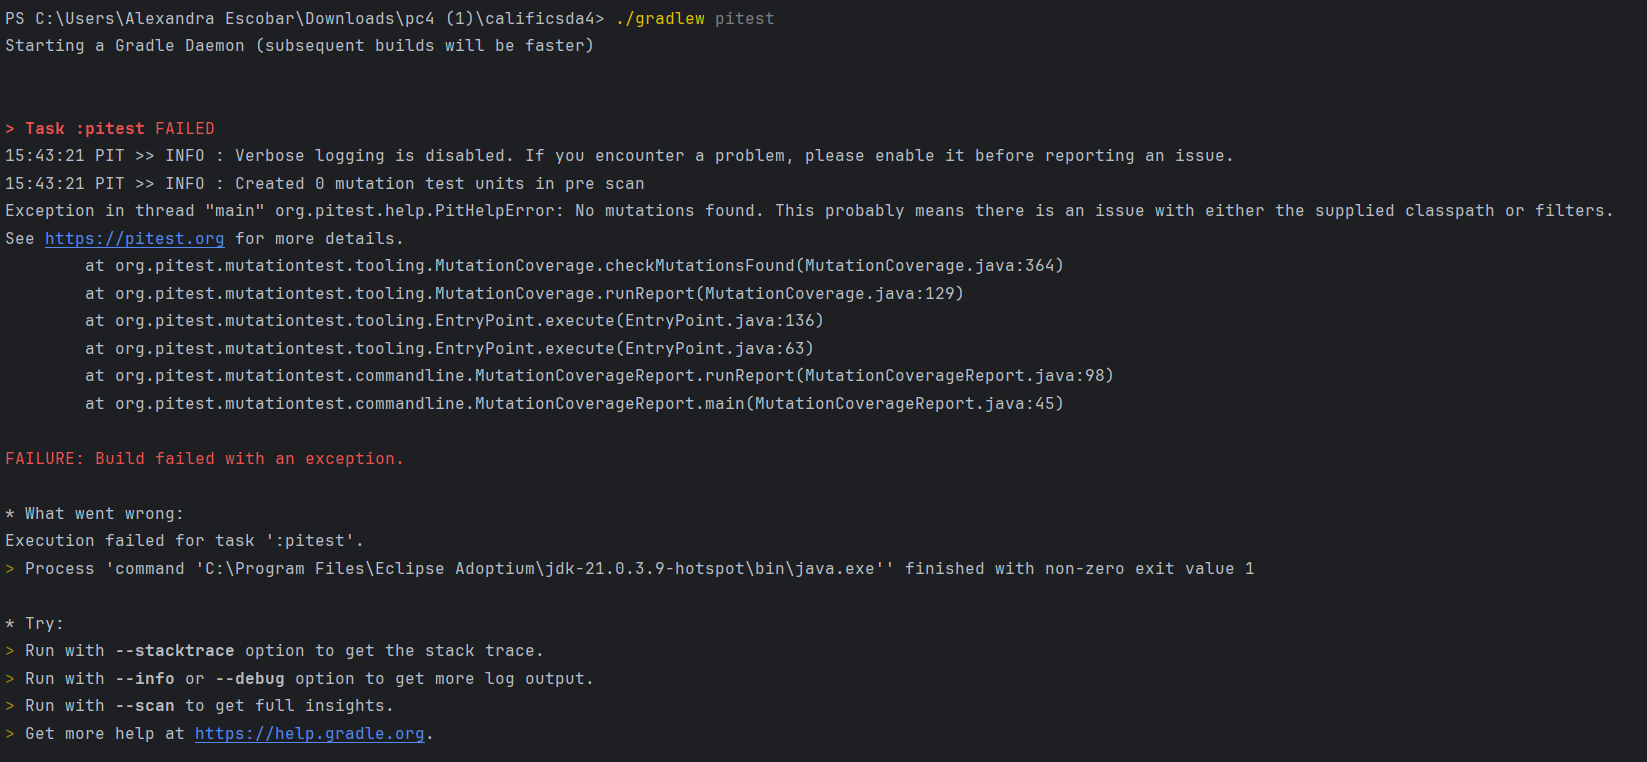 PS C:\Users\Alexandra Escobar\Downloads\pc4 (1)\calificsda4> ./gradlew pitest
Starting a Gradle Daemon (subsequent builds will be faster)
> Task :pitest FAILED
15:43:21 PIT >> INFO : Verbose logging is disabled. If you encounter a problem, please enable it before reporting an issue.
15:43:21 PIT >> INFO : Created 0 mutation test units in pre scan
Exception in thread "main" org.pitest.help.PitHelpError: No mutations found. This probably means there is an issue with either the supplied classpath or filters.
See https://pitest.org for more details.
at org.pitest.mutationtest.tooling.MutationCoverage.checkMutationsFound(MutationCoverage.java:364)
at org.pitest.mutationtest.tooling.MutationCoverage.runReport(MutationCoverage.java:129)
at org.pitest.mutationtest.tooling.EntryPoint.execute(EntryPoint.java:136)
at org.pitest.mutationtest.tooling.EntryPoint.execute(EntryPoint.java:63)
at org.pitest.mutationtest.commandline.MutationCoverageReport.runReport(MutationCoverageReport.java:98)
at org.pitest.mutationtest.commandline.MutationCoverageReport.main(MutationCoverageReport.java:45)
FAILURE: Build failed with an exception.
* What went wrong:
Execution failed for task ':pitest'.
> Process 'command 'C:\Program Files\Eclipse Adoptium\jdk-21.0.3.9-hotspot\bin\java.exe'' finished with non-zero exit value 1
* Try:
> Run with --stacktrace option to get the stack trace.
> Run with --info or --debug option to get more log output.
> Run with --scan to get full insights.
> Get more help at https://help.gradle.org.